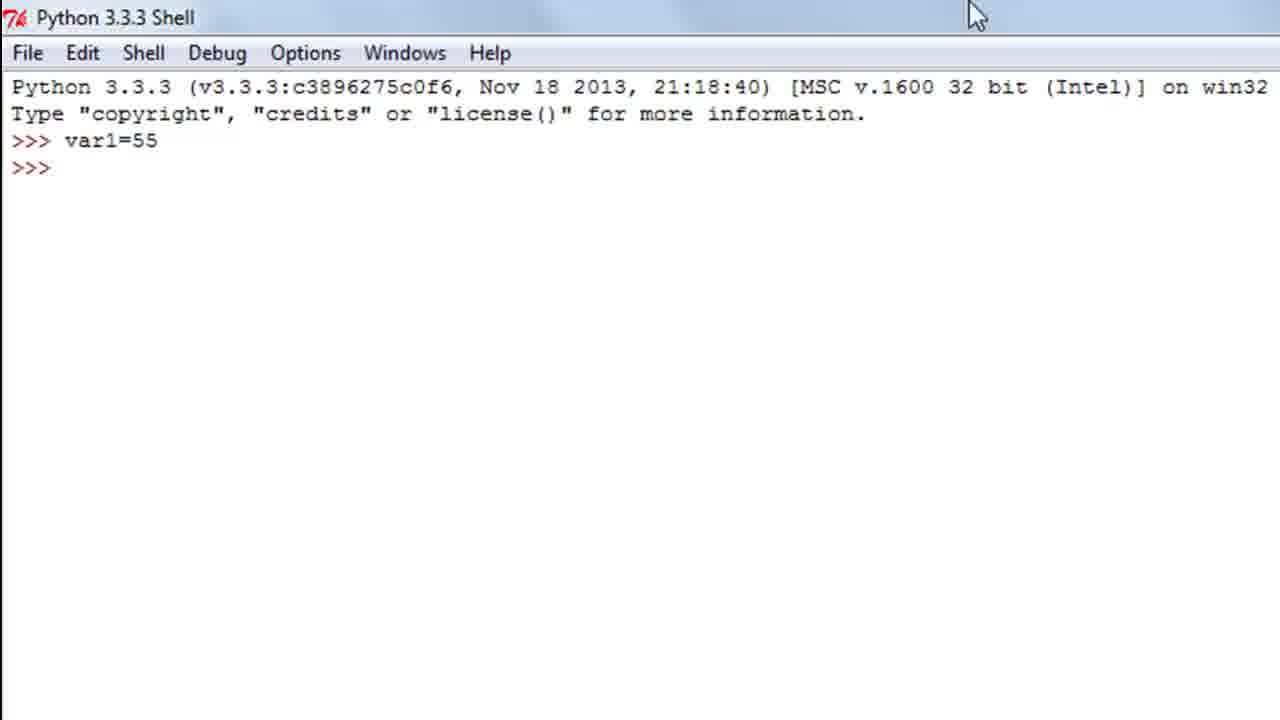 Python 3.3.3 Shell
File Edit Shell Debug Options Windows Help
Python 3.3.3 (v3.3.3:c3896275c0f6, Nov 18 2013, 21:18:40) [MSC v.1600 32 bit (Intel)] on win32
Type "copyright", "credits" or "license()" for more information.
>>> var1=55
>>>